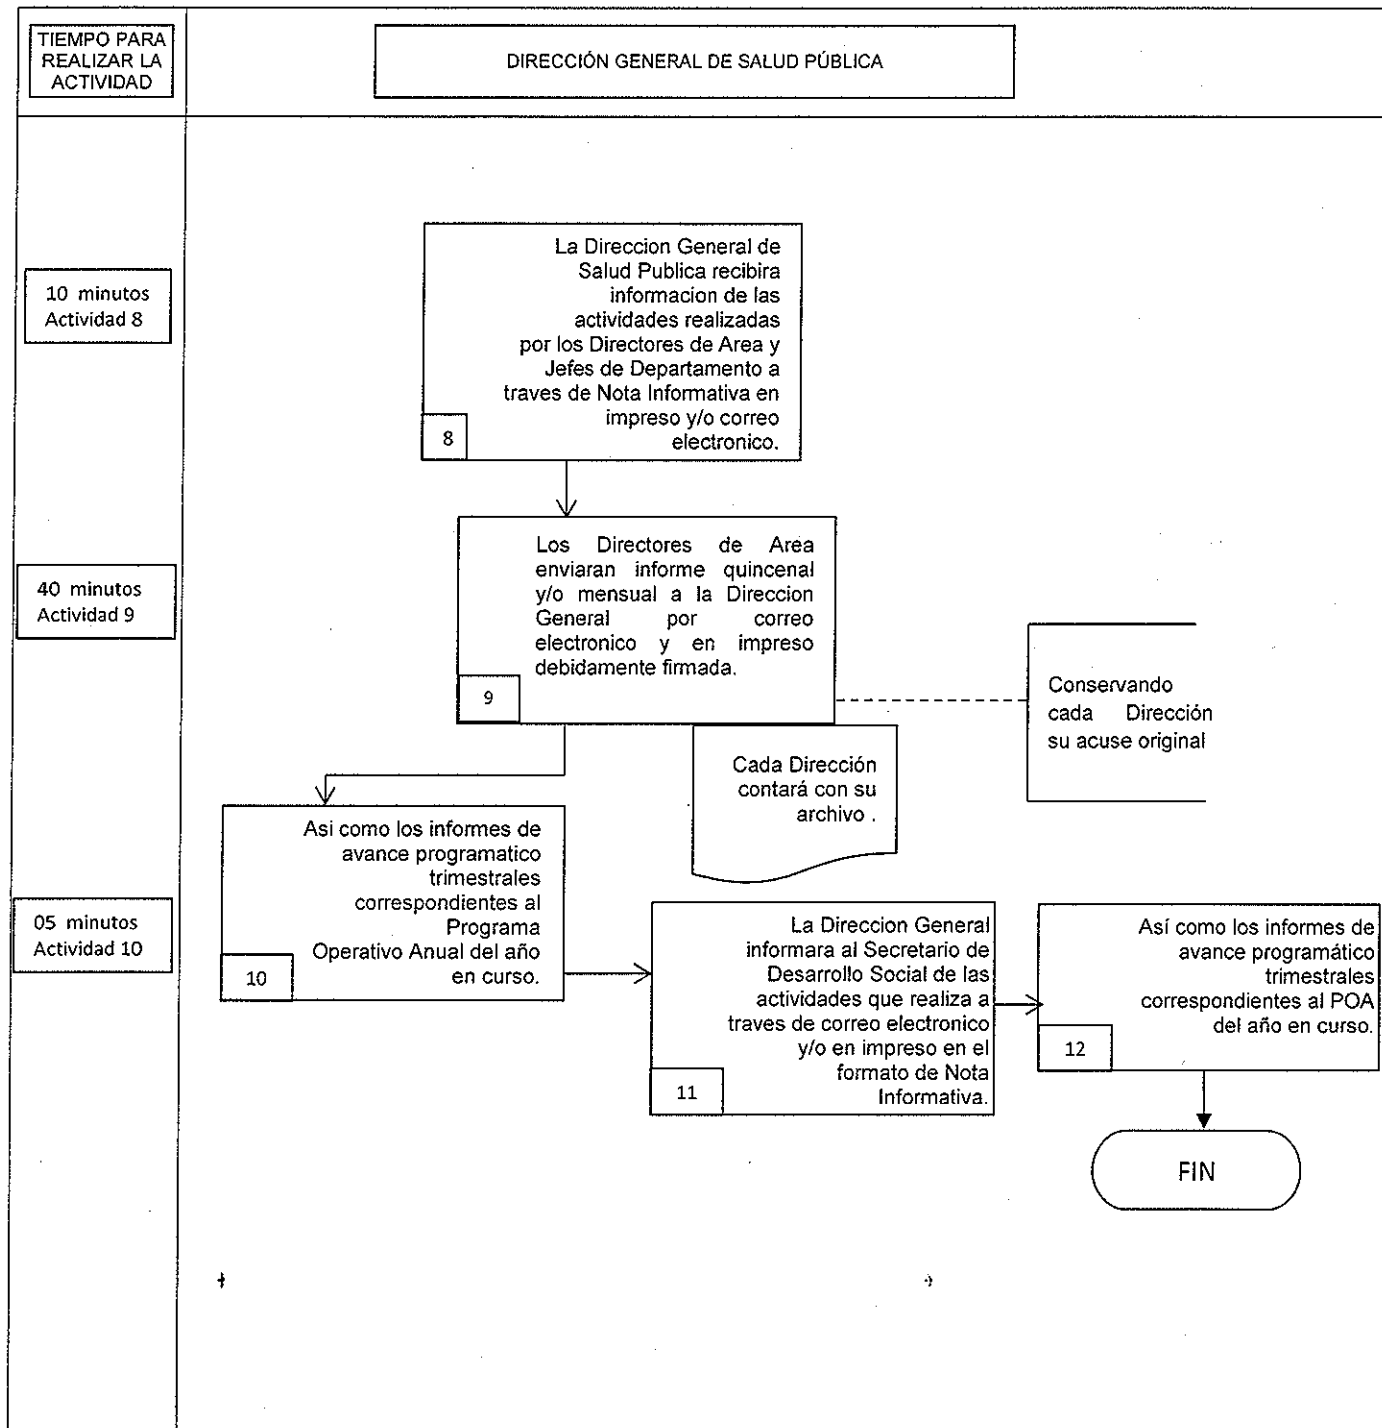 TIEMPO PARA
REALIZAR LA
ACTIVIDAD
DIRECCIÓN GENERAL DE SALUD PÚBLICA
10 minutos
Actividad 8
La Direccion General de
Salud Publica recibira
informacion de las
actividades realizadas
por los Directores de Area y
Jefes de Departamento a
traves de Nota Informativa en
impreso y/o correo
electronico.
8
40 minutos
Actividad 9
Los Directores de Area
enviaran informe quincenal
y/o mensual a la Direccion
General por correo
electronico y en impreso
debidamente firmada.
9
Conservando
cada Dirección
su acuse original
Cada Dirección
contará con su
archivo .
05 minutos
Actividad 10
Asi como los informes de
avance programatico
trimestrales
correspondientes al
Programa
Operativo Anual del año
en curso.
10
La Direccion General
informara al Secretario de
Desarrollo Social de las
actividades que realiza a
traves de correo electronico
y/o en impreso en el
formato de Nota
Informativa.
11
Así como los informes de
avance programático
trimestrales
correspondientes al POA
del año en curso.
12
FIN